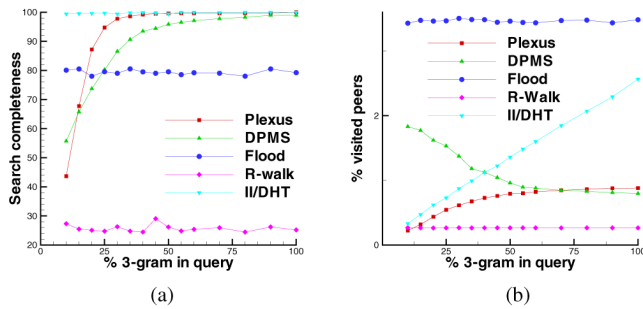 100
90
80
70
60
50
40
30
20
0
25
50
75
100
Search completeness
% 3-gram in query
Plexus
DPMS
Flood
R-walk
II/DHT
(a)
2
0
0
25
50
75
100
% visited peers
% 3-gram in query
Plexus
DPMS
Flood
R-Walk
II/DHT
(b)